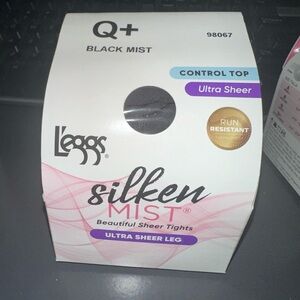 Q+
98067
BLACK MIST
CONTROL TOP
Ultra Sheer
RUN
RESISTANT
L'eggs®
silken
MIST®
Beautiful Sheer Tights
ULTRA SHEER LEG